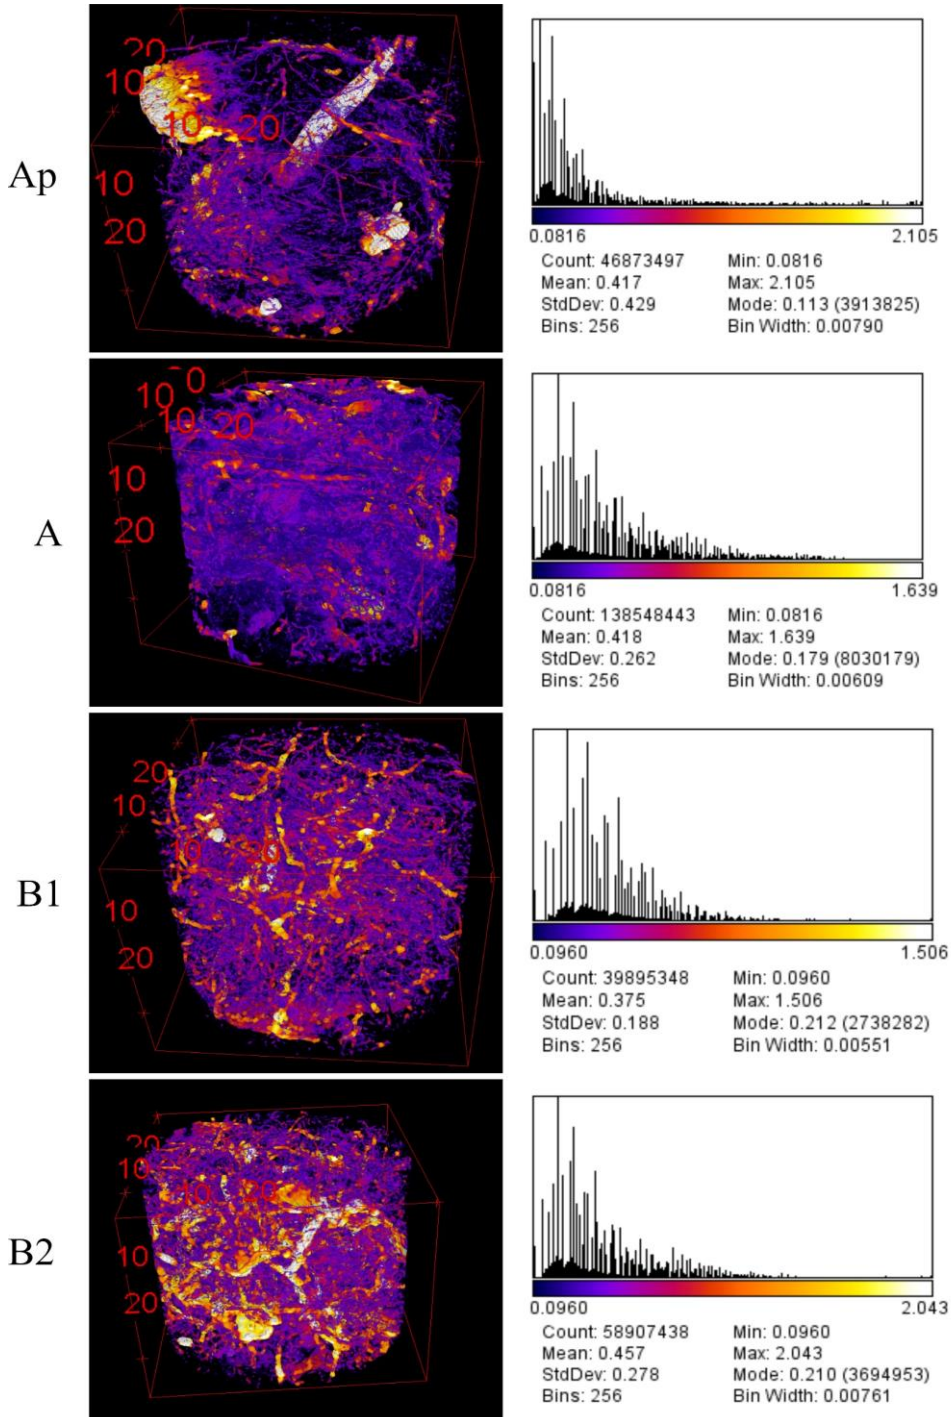 Ap
20
10
10 20
10
20
0.0816 2.105
Count: 46873497 Min: 0.0816
Mean: 0.417 Max: 2.105
StdDev: 0.429 Mode: 0.113 (3913825)
Bins: 256 Bin Width: 0.00790
A
10
10 20
10
20
0.0816 1.639
Count: 138548443 Min: 0.0816
Mean: 0.418 Max: 1.639
StdDev: 0.262 Mode: 0.179 (8030179)
Bins: 256 Bin Width: 0.00609
B1
20
10
10 20
10
20
0.0960 1.506
Count: 39895348 Min: 0.0960
Mean: 0.375 Max: 1.506
StdDev: 0.188 Mode: 0.212 (2738282)
Bins: 256 Bin Width: 0.00551
B2
20
10
10 20
10
20
0.0960 2.043
Count: 58907438 Min: 0.0960
Mean: 0.457 Max: 2.043
StdDev: 0.278 Mode: 0.210 (3694953)
Bins: 256 Bin Width: 0.00761